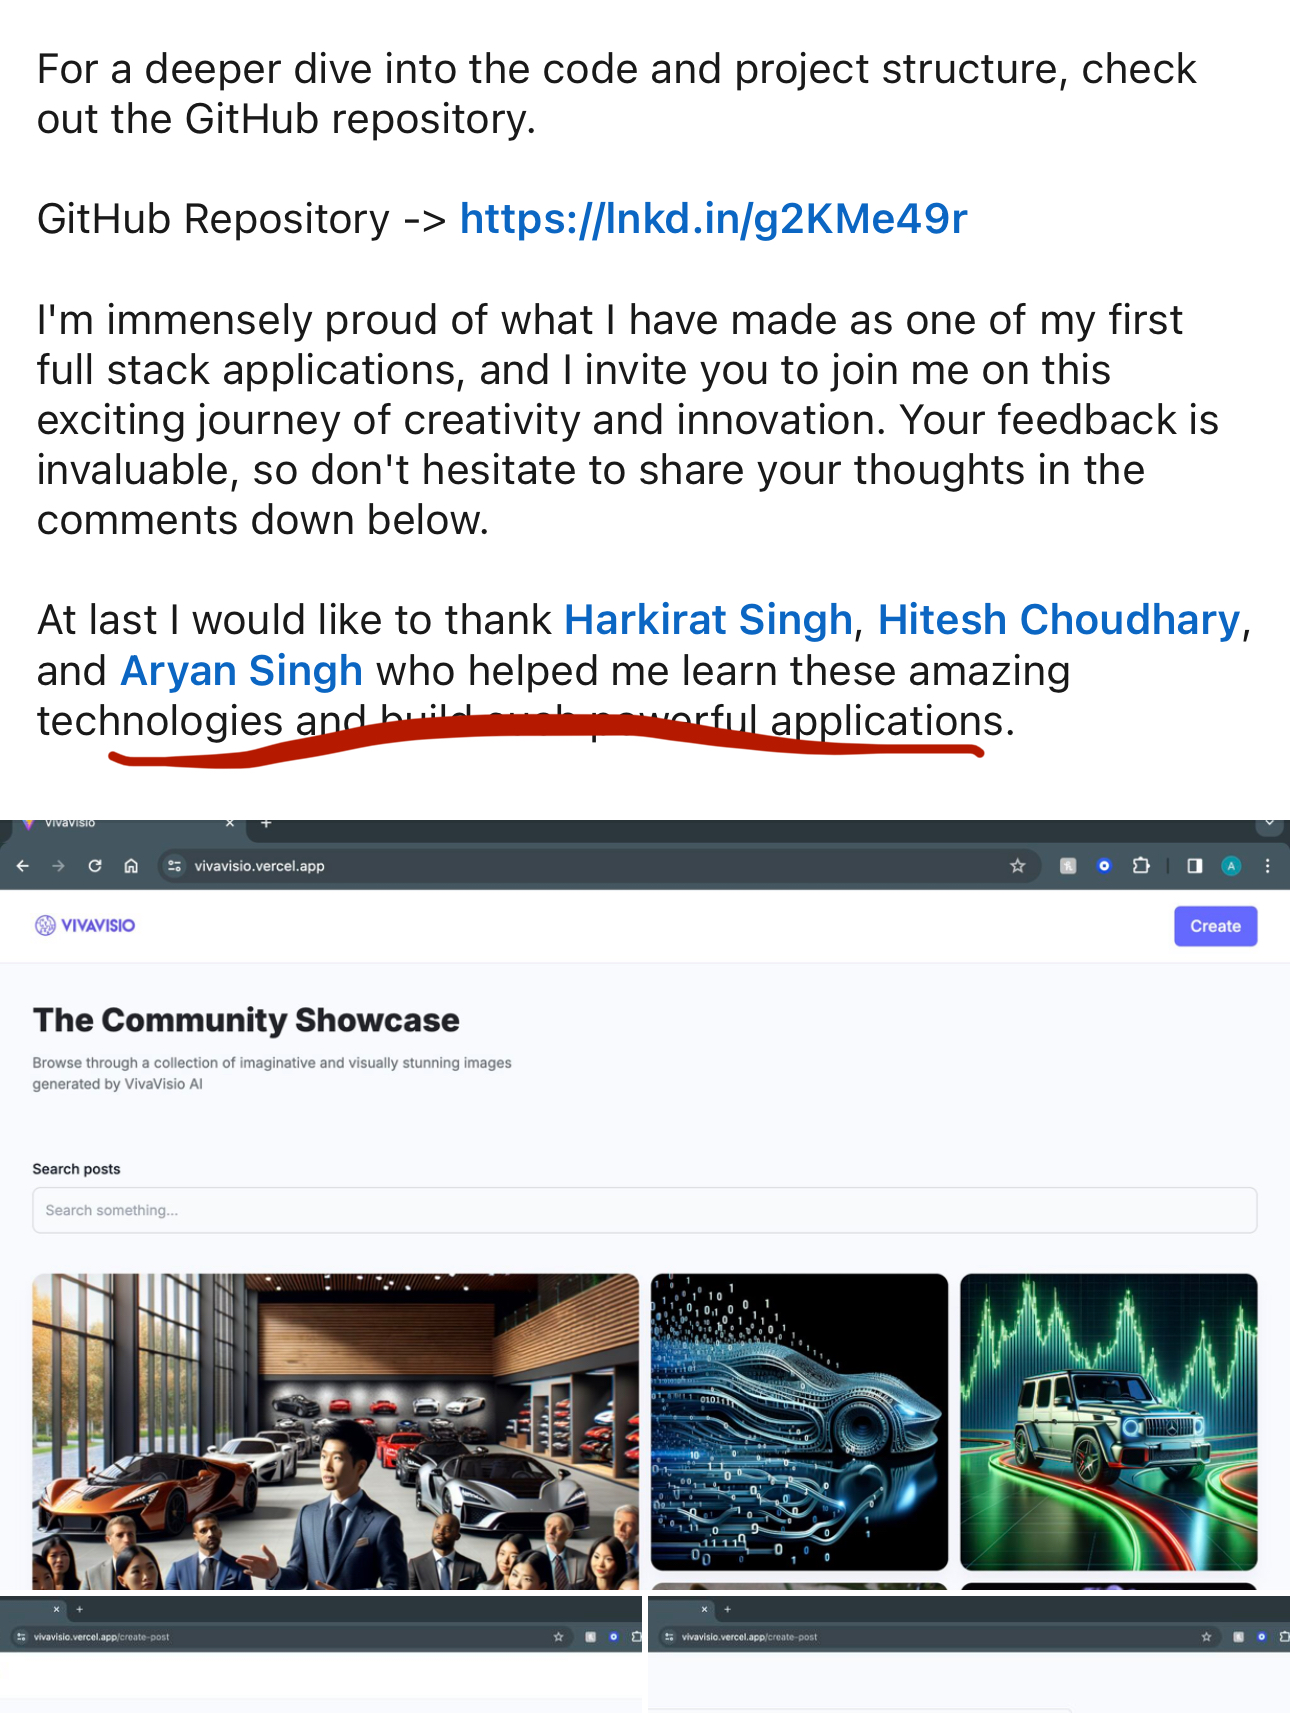 For a deeper dive into the code and project structure, check
out the GitHub repository.
GitHub Repository -> https://lnkd.in/g2KMe49r
I'm immensely proud of what I have made as one of my first
full stack applications, and I invite you to join me on this
exciting journey of creativity and innovation. Your feedback is
invaluable, so don't hesitate to share your thoughts in the
comments down below.
At last I would like to thank Harkirat Singh, Hitesh Choudhary,
and Aryan Singh who helped me learn these amazing
technologies and build such powerful applications.
VivaVisio
vivavisio.vercel.app
A
VIVAVISIO
Create
The Community Showcase
Browse through a collection of imaginative and visually stunning images
generated by VivaVisio AI
Search posts
Search something...
vivavisio.vercel.app/create-post
vivavisio.vercel.app/create-post